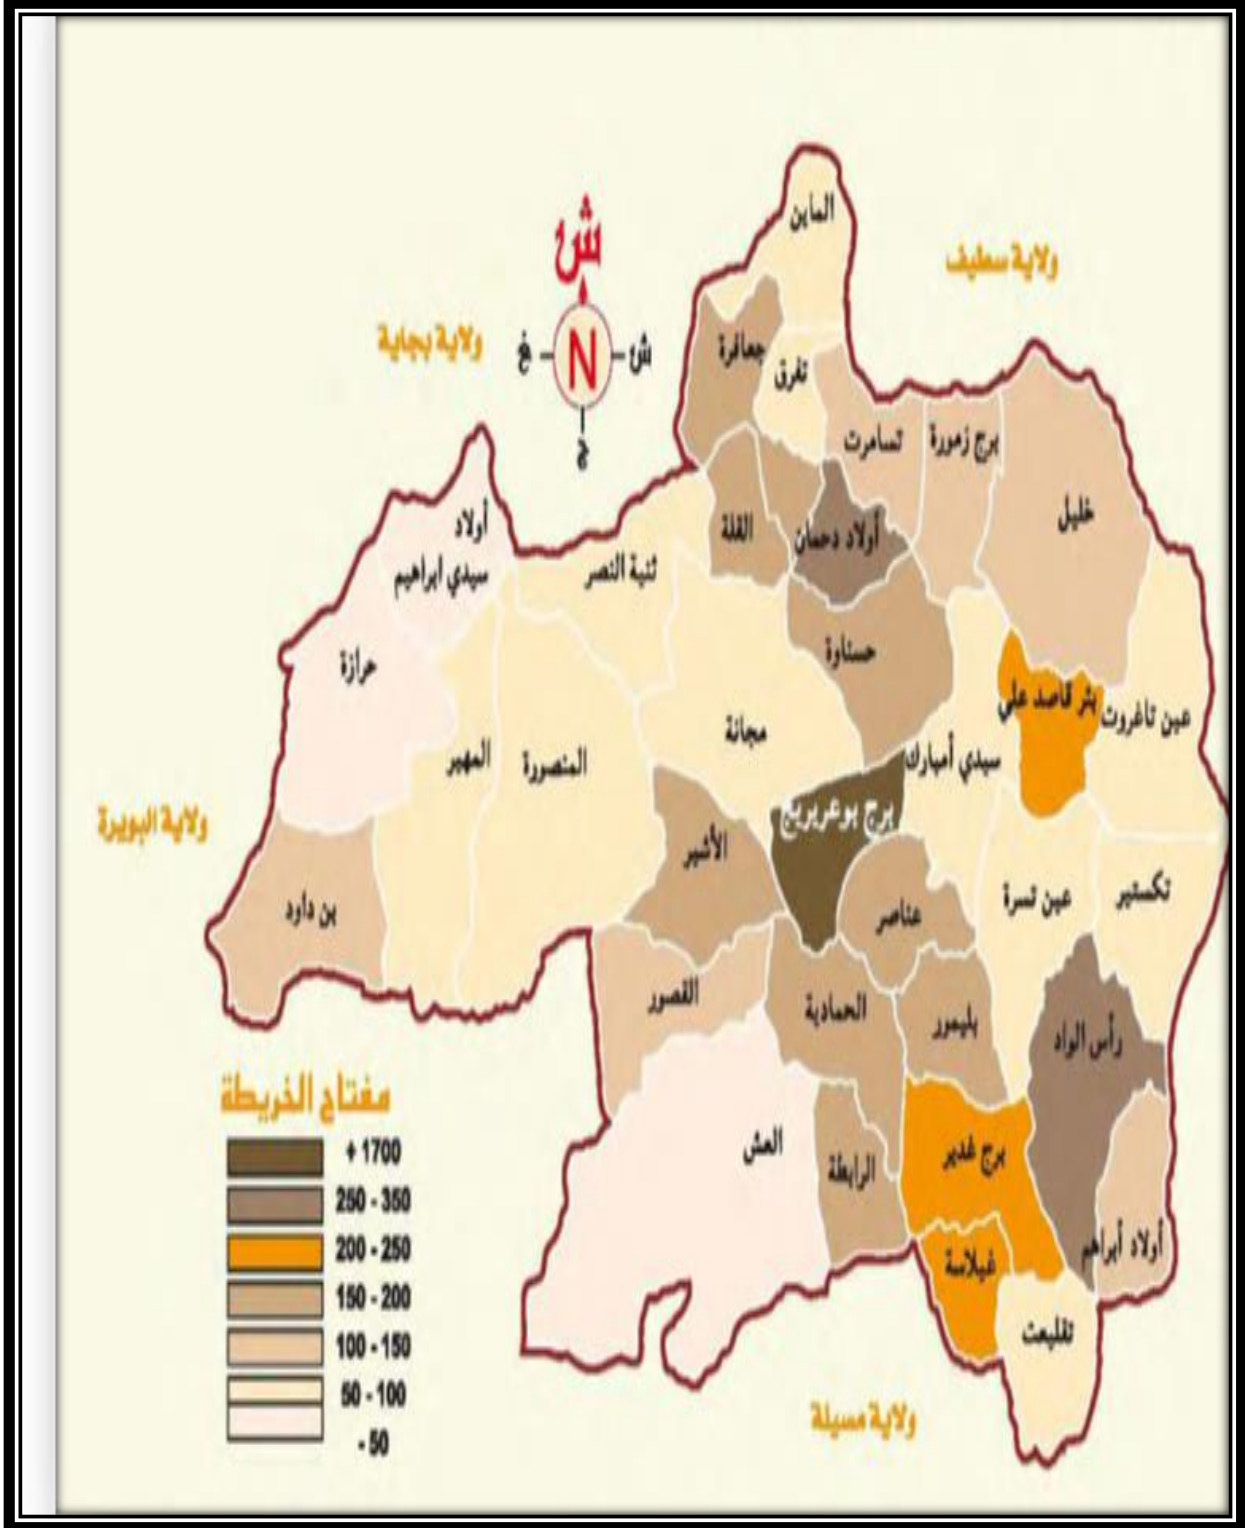 الماين
ولاية سطيف
ش
ولاية بجاية
غ
N
ش
ج
جعافرة
تفرق
تسامرت
برج زمورة
خليل
أولاد
سيدي ابراهيم
القلة
أولاد دحمان
ثنية النصر
حسناوة
حرازة
بئر قاصد علي
عين تاغروت
مجانة
سيدي أمبارك
المهير
المنصورة
برج بوعريريج
ولاية البويرة
الأشير
عين تسرة
تكستير
بن داود
عناصر
القصور
الحمادية
بليمور
رأس الواد
مفتاح الخريطة
+ 1700
250 - 350
200 - 250
150 - 200
100 - 150
50 - 100
- 50
العش
الرابطة
برج غدير
أولاد أبراهم
غيلاسة
تقليعت
ولاية مسيلة